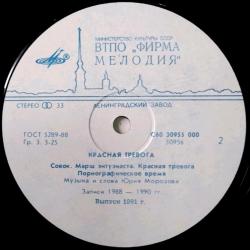 МИНИСТЕРСТВО КУЛЬТУРЫ СССР
ВТПО „ФИРМА
МЕЛОДИЯ"
СТЕРЕО 33
ЛЕНИНГРАДСКИЙ ЗАВОД
ГОСТ 5289-88
Гр. 3. 3-25
С60 30955 000
30956
2
КРАСНАЯ ТРЕВОГА
Совок. Марш энтузиаста. Красная тревога
Порнографическое время
Музыка и слова Юрия Морозова
Записи 1988 — 1990 гг.
Выпуск 1091 г.